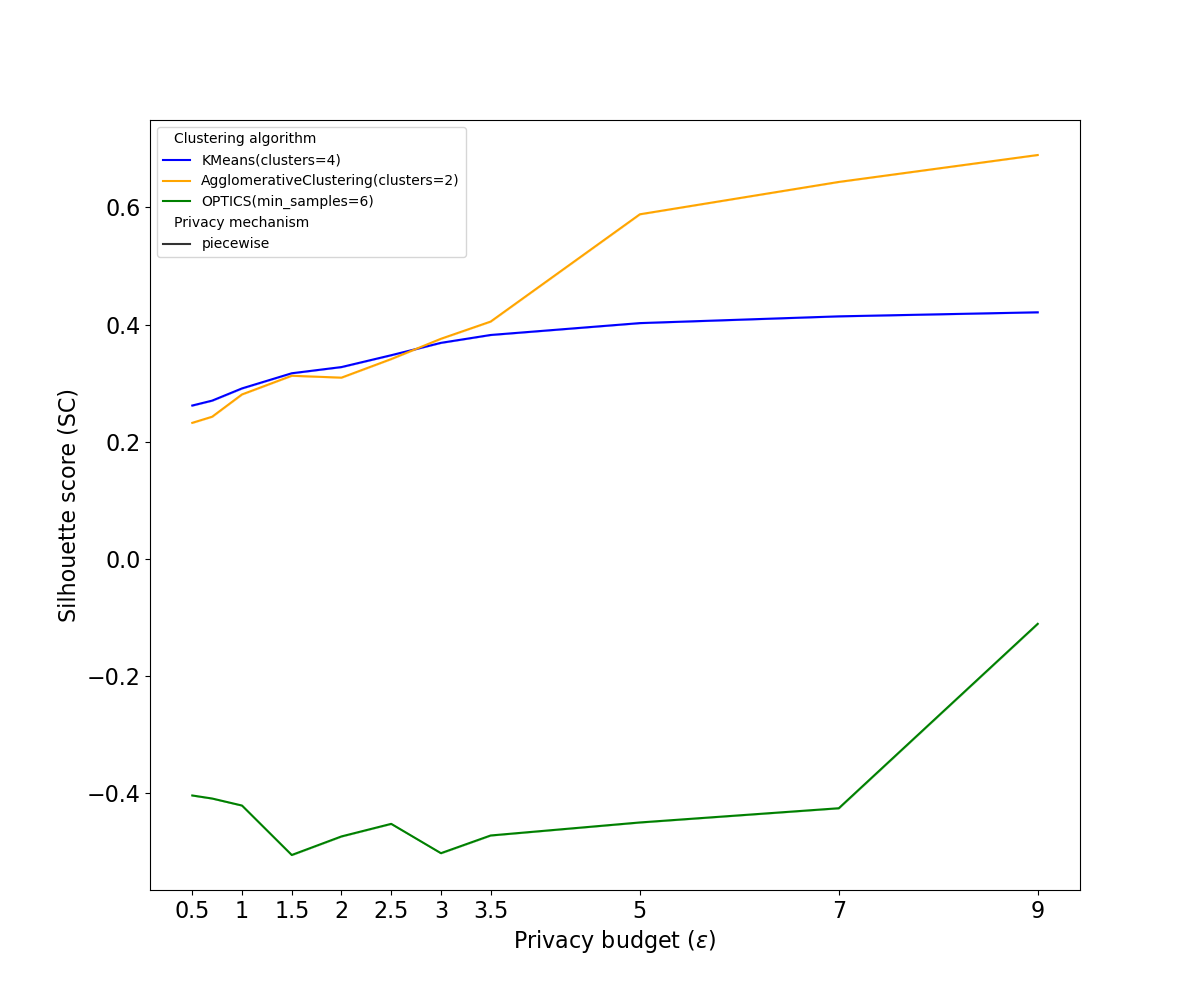 Clustering algorithm
KMeans(clusters=4)
AgglomerativeClustering(clusters=2)
OPTICS(min_samples=6)
Privacy mechanism
piecewise
0.6
0.4
0.2
0.0
−0.2
−0.4
Silhouette score (SC)
0.5 1 1.5 2 2.5 3 3.5 5 7 9
Privacy budget (ε)